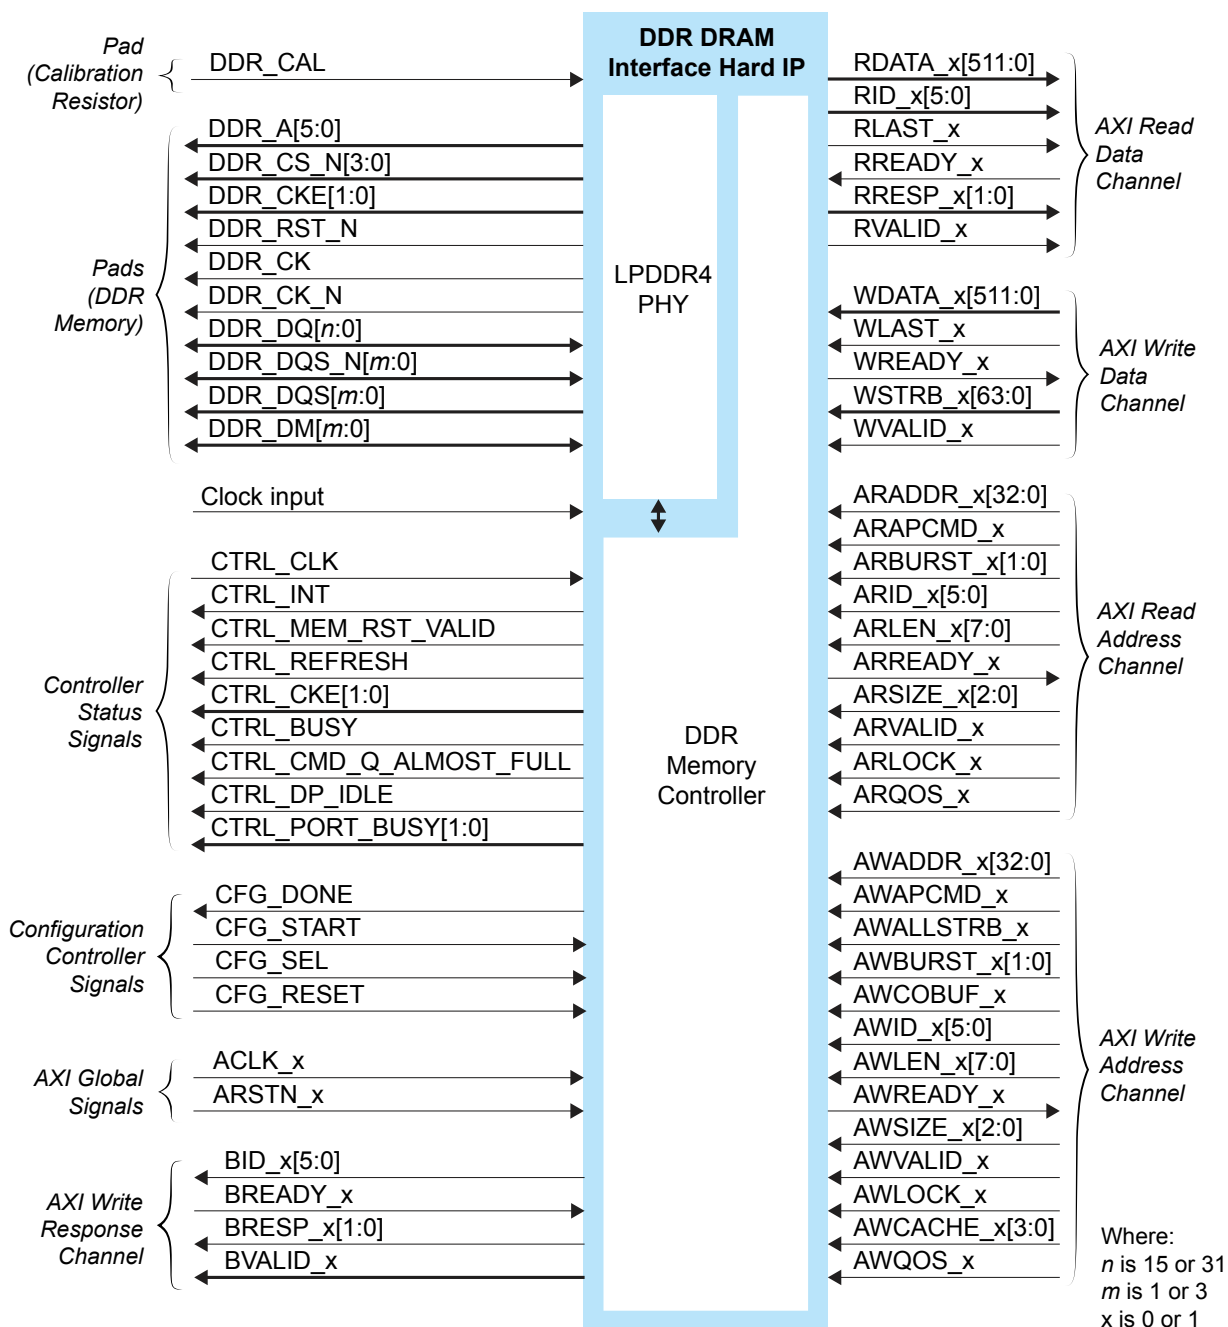 DDR DRAM
Interface Hard IP
Pad
(Calibration
Resistor)
DDR_CAL
Pads
(DDR
Memory)
DDR_A[5:0]
DDR_CS_N[3:0]
DDR_CKE[1:0]
DDR_RST_N
DDR_CK
DDR_CK_N
DDR_DQ[n:0]
DDR_DQS_N[m:0]
DDR_DQS[m:0]
DDR_DM[m:0]
Clock input
Controller
Status
Signals
CTRL_CLK
CTRL_INT
CTRL_MEM_RST_VALID
CTRL_REFRESH
CTRL_CKE[1:0]
CTRL_BUSY
CTRL_CMD_Q_ALMOST_FULL
CTRL_DP_IDLE
CTRL_PORT_BUSY[1:0]
Configuration
Controller
Signals
CFG_DONE
CFG_START
CFG_SEL
CFG_RESET
AXI Global
Signals
ACLK_x
ARSTN_x
AXI Write
Response
Channel
BID_x[5:0]
BREADY_x
BRESP_x[1:0]
BVALID_x
LPDDR4
PHY
DDR
Memory
Controller
RDATA_x[511:0]
RID_x[5:0]
RLAST_x
RREADY_x
RRESP_x[1:0]
RVALID_x
AXI Read
Data
Channel
WDATA_x[511:0]
WLAST_x
WREADY_x
WSTRB_x[63:0]
WVALID_x
AXI Write
Data
Channel
ARADDR_x[32:0]
ARAPCMD_x
ARBURST_x[1:0]
ARID_x[5:0]
ARLEN_x[7:0]
ARREADY_x
ARSIZE_x[2:0]
ARVALID_x
ARLOCK_x
ARQOS_x
AXI Read
Address
Channel
AWADDR_x[32:0]
AWAPCMD_x
AWALLSTRB_x
AWBURST_x[1:0]
AWCOBUF_x
AWID_x[5:0]
AWLEN_x[7:0]
AWREADY_x
AWSIZE_x[2:0]
AWVALID_x
AWLOCK_x
AWCACHE_x[3:0]
AWQOS_x
AXI Write
Address
Channel
Where:
n is 15 or 31
m is 1 or 3
x is 0 or 1